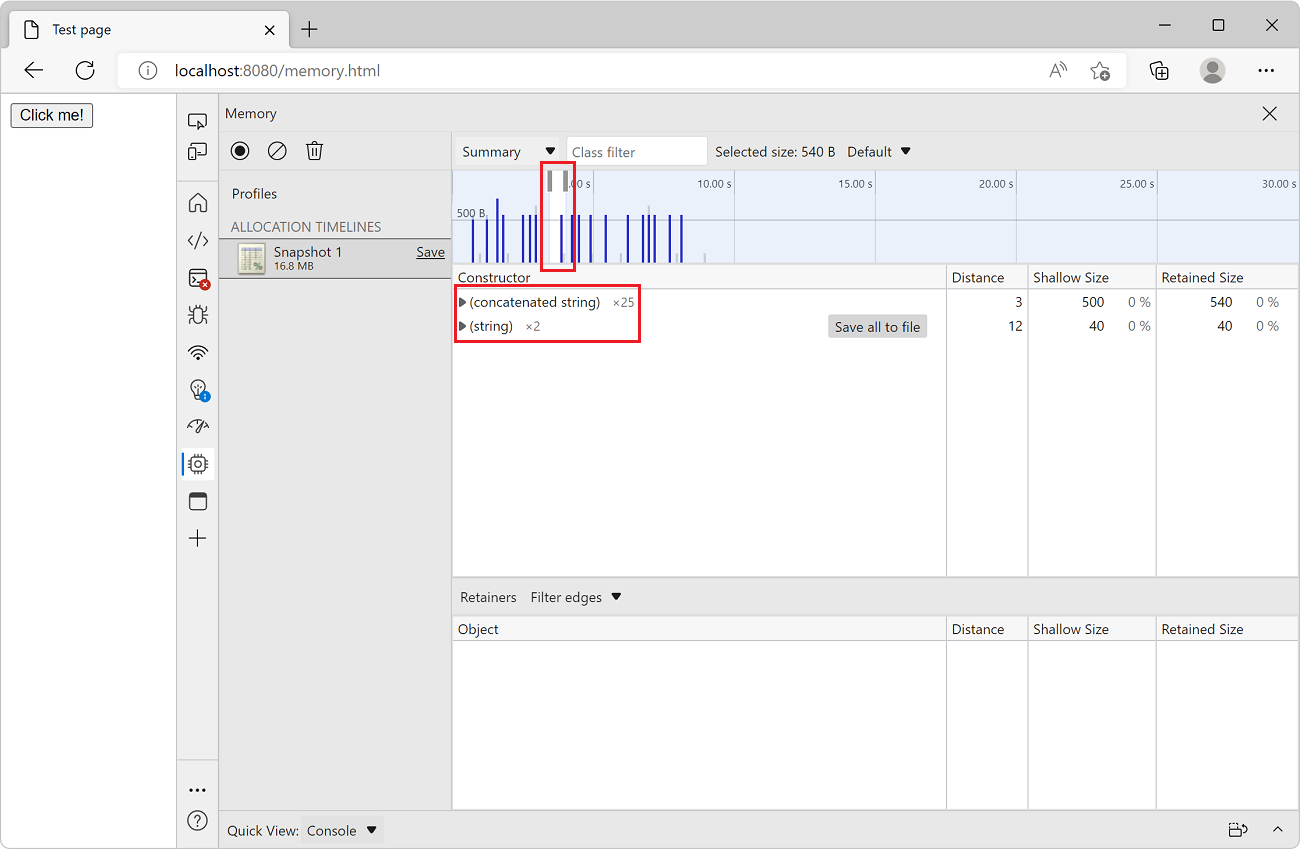 Test page
localhost:8080/memory.html
Click me!
Memory
Summary
Class filter
Selected size: 540 B
Default
Profiles
.00 s
10.00 s
15.00 s
20.00 s
25.00 s
30.00 s
500 B
ALLOCATION TIMELINES
Snapshot 1
Save
16.8 MB
Constructor
Distance
Shallow Size
Retained Size
(concatenated string) ×25
3
500
0 %
540
0 %
(string) ×2
Save all to file
12
40
0 %
40
0 %
Retainers
Filter edges
Object
Distance
Shallow Size
Retained Size
Quick View: Console